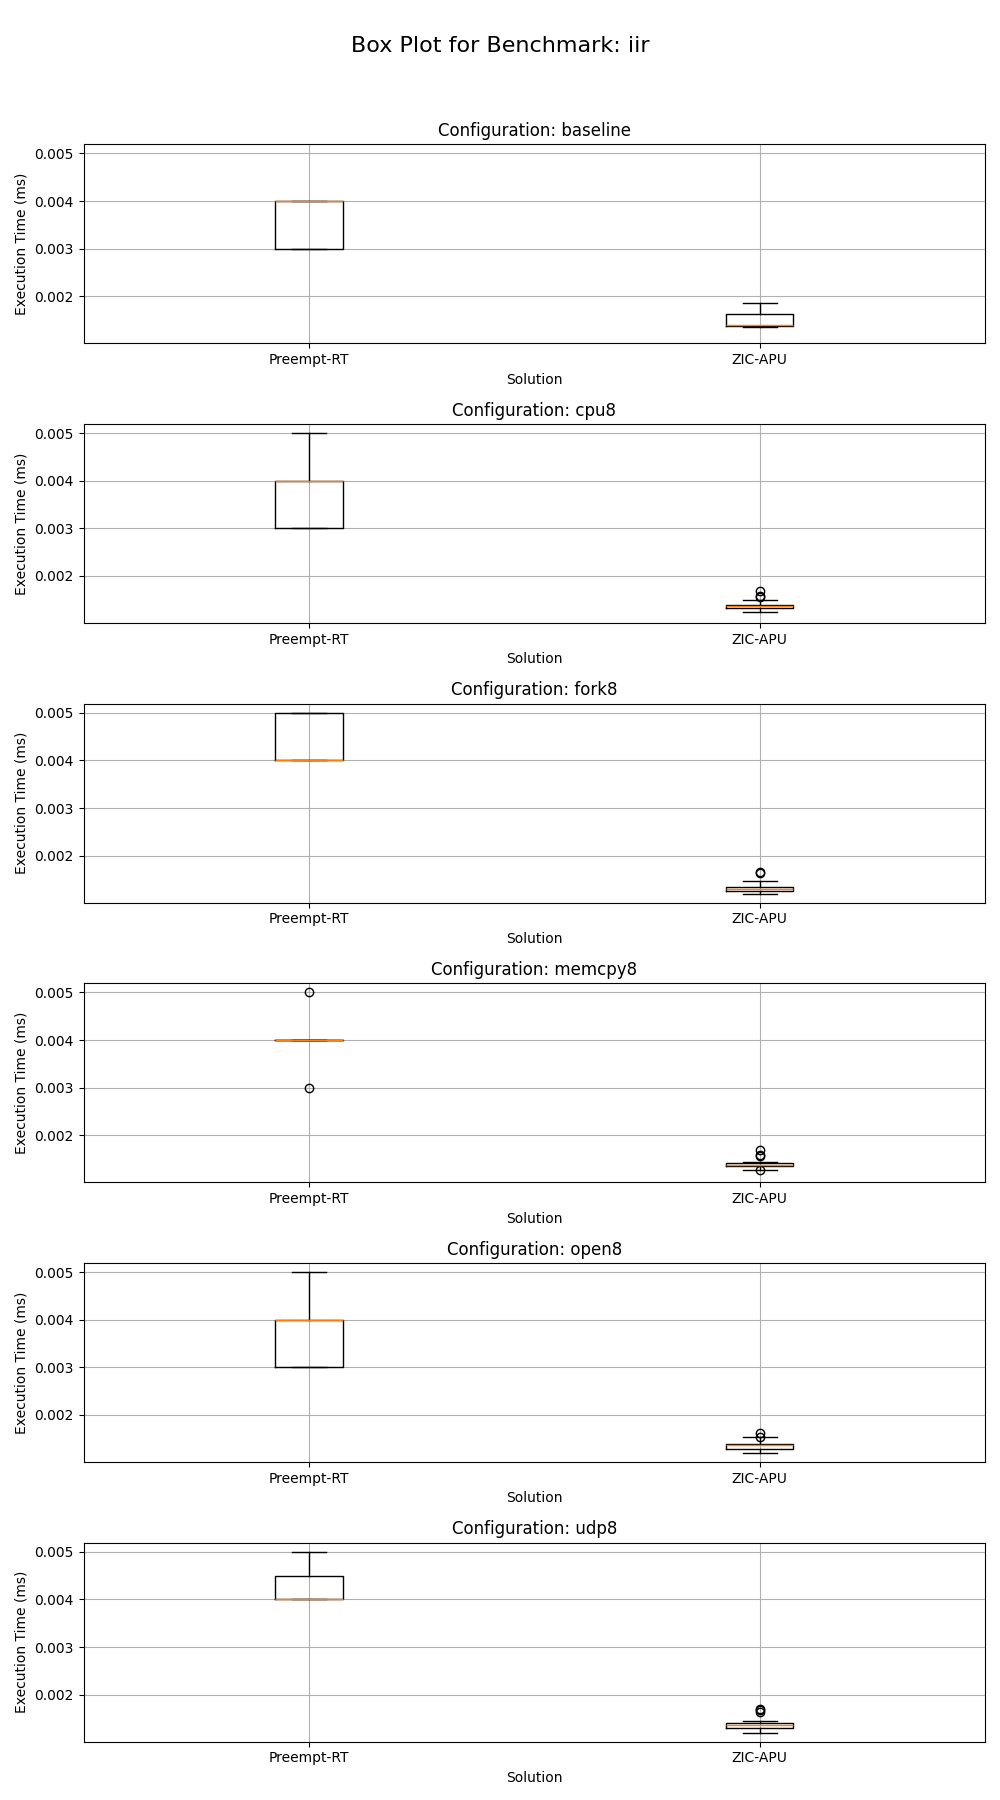 Box Plot for Benchmark: iir
Configuration: baseline
Execution Time (ms)
0.005
0.004
0.003
0.002
Preempt-RT ZIC-APU
Solution
Configuration: cpu8
Execution Time (ms)
0.005
0.004
0.003
0.002
Preempt-RT ZIC-APU
Solution
Configuration: fork8
Execution Time (ms)
0.005
0.004
0.003
0.002
Preempt-RT ZIC-APU
Solution
Configuration: memcpy8
Execution Time (ms)
0.005
0.004
0.003
0.002
Preempt-RT ZIC-APU
Solution
Configuration: open8
Execution Time (ms)
0.005
0.004
0.003
0.002
Preempt-RT ZIC-APU
Solution
Configuration: udp8
Execution Time (ms)
0.005
0.004
0.003
0.002
Preempt-RT ZIC-APU
Solution